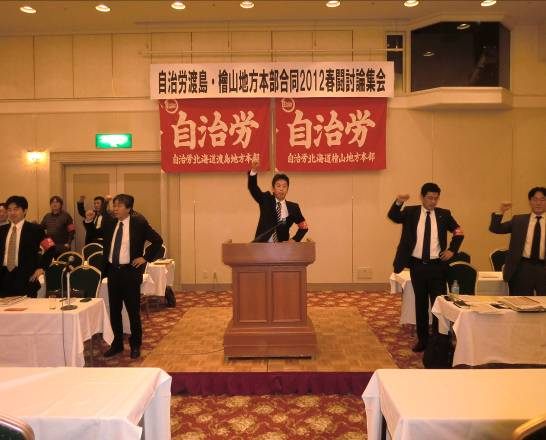 自治労渡島・檜山地方本部合同2012春闘討論集会
自治労
自治労北海道渡島地方本部
自治労
自治労北海道檜山地方本部